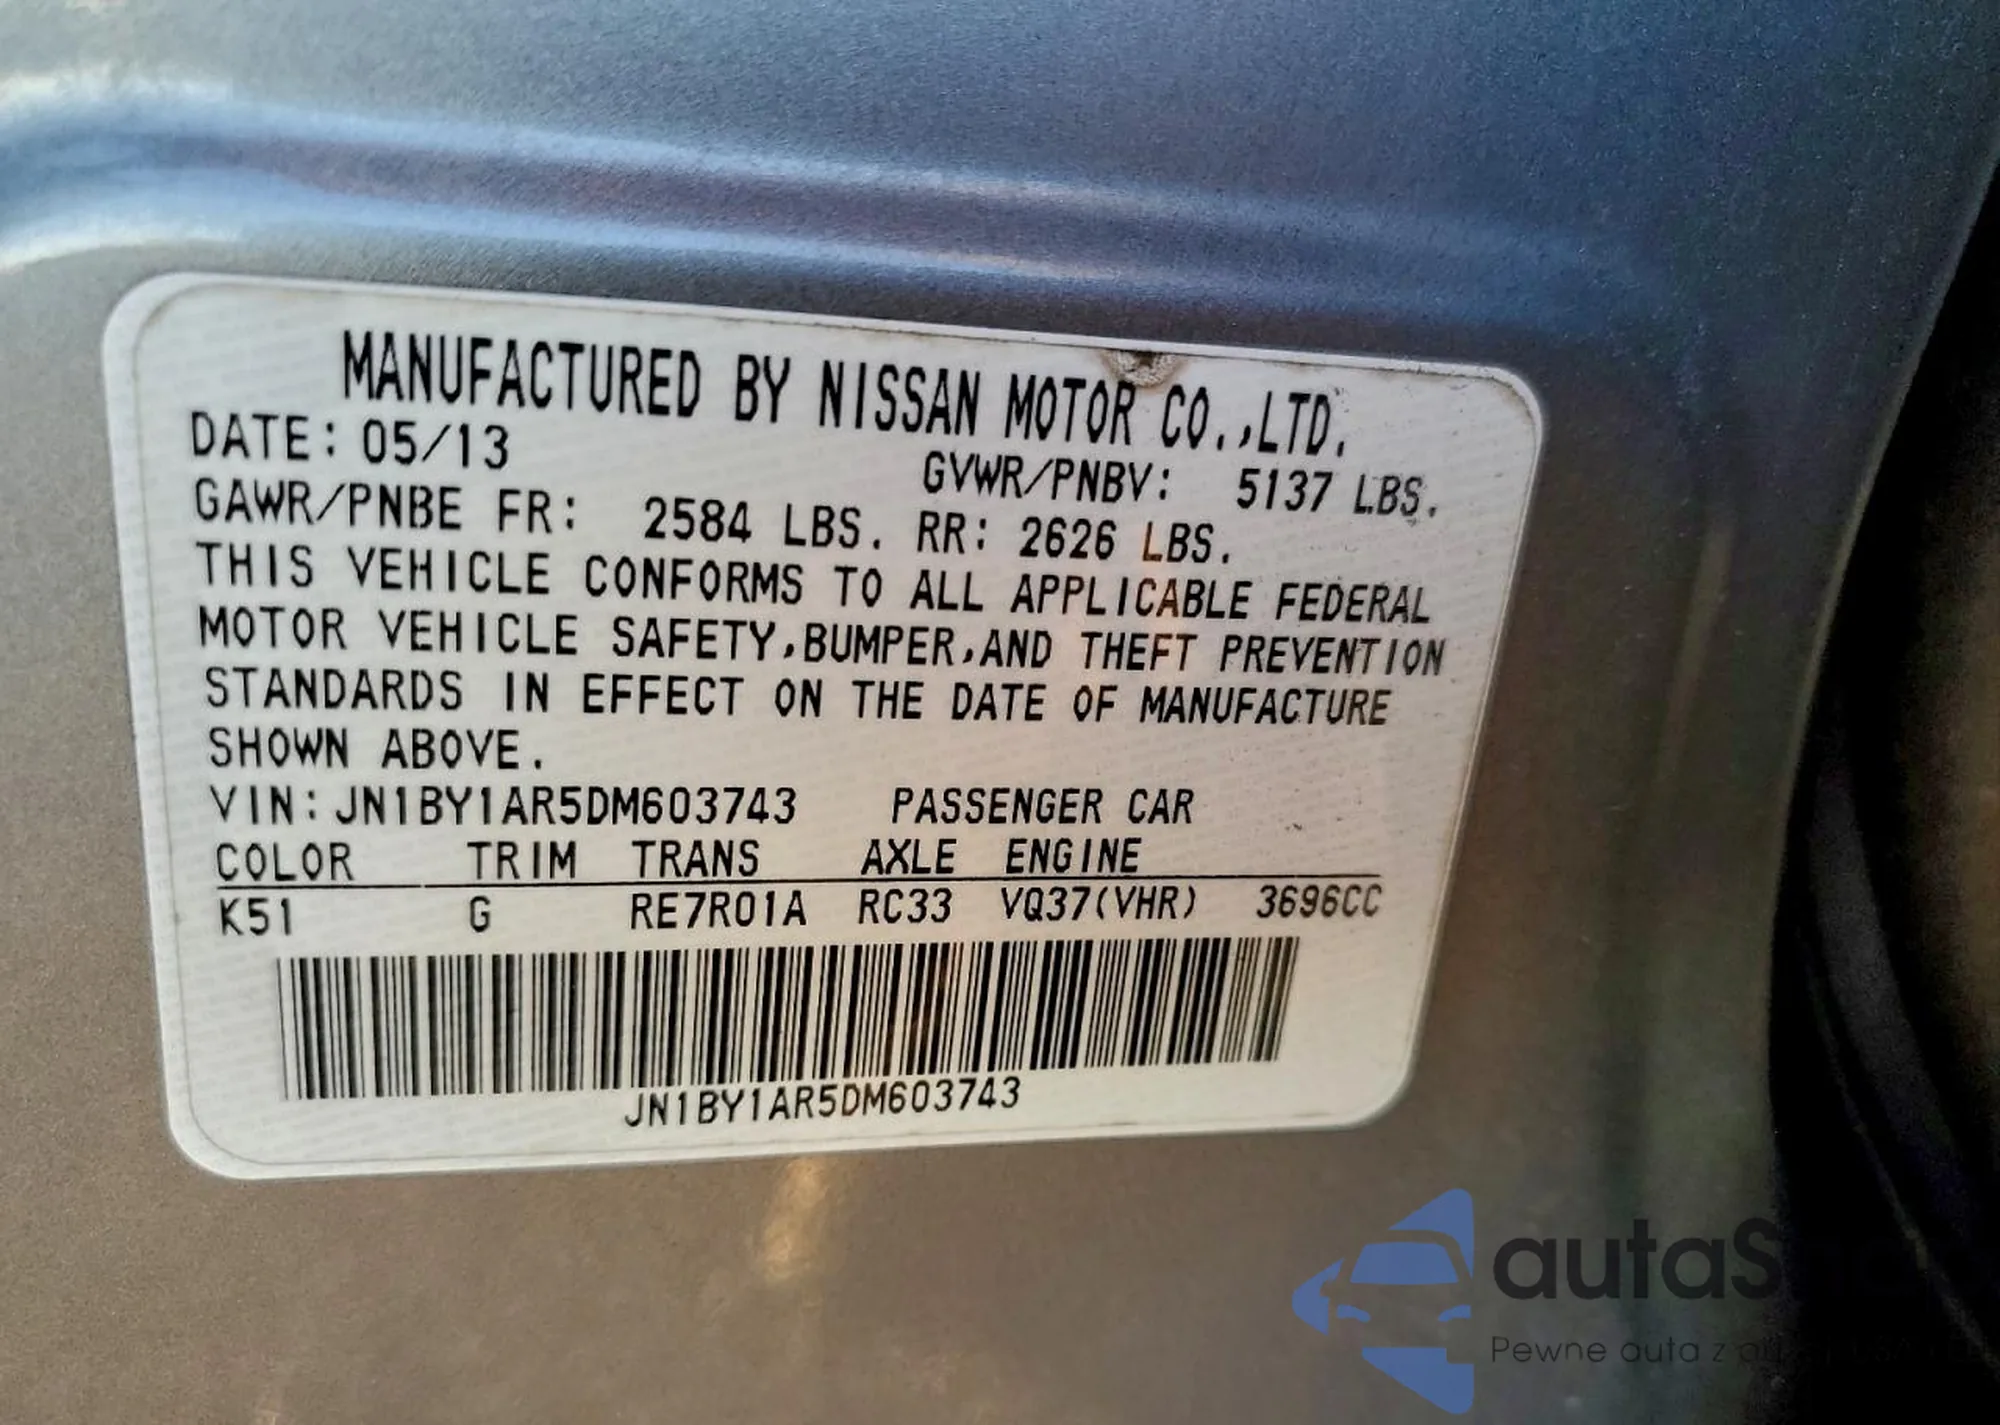 MANUFACTURED BY NISSAN MOTOR CO.,LTD.
DATE: 05/13
GVWR/PNBV: 5137 LBS.
GAWR/PNBE FR: 2584 LBS. RR: 2626 LBS.
THIS VEHICLE CONFORMS TO ALL APPLICABLE FEDERAL
MOTOR VEHICLE SAFETY,BUMPER,AND THEFT PREVENTION
STANDARDS IN EFFECT ON THE DATE OF MANUFACTURE
SHOWN ABOVE.
VIN:JN1BY1AR5DM603743 PASSENGER CAR
COLOR TRIM TRANS AXLE ENGINE
K51 G RE7R01A RC33 VQ37(VHR) 3696CC
JN1BY1AR5DM603743
autaShop
Pewne auta z